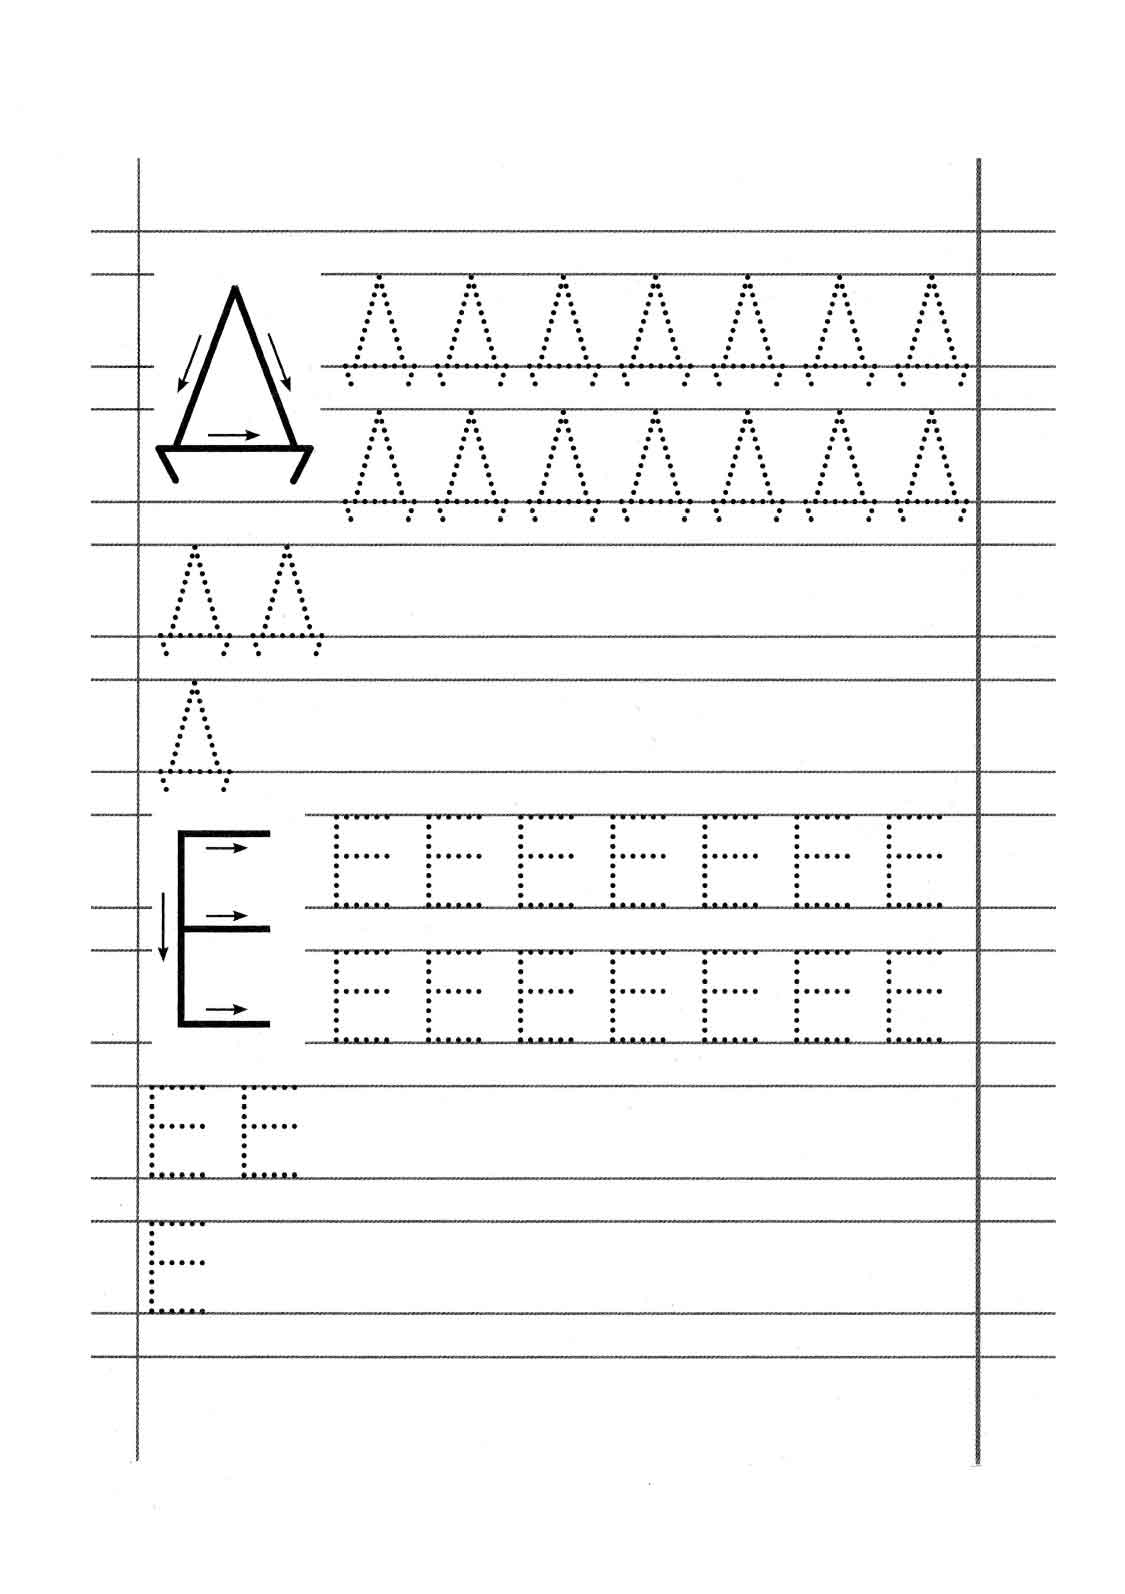 Д Д Д Д Д Д Д Д
Д Д Д Д Д Д Д
Д Д
Д
Е Е Е Е Е Е Е Е
Е Е Е Е Е Е Е
Е Е
Е